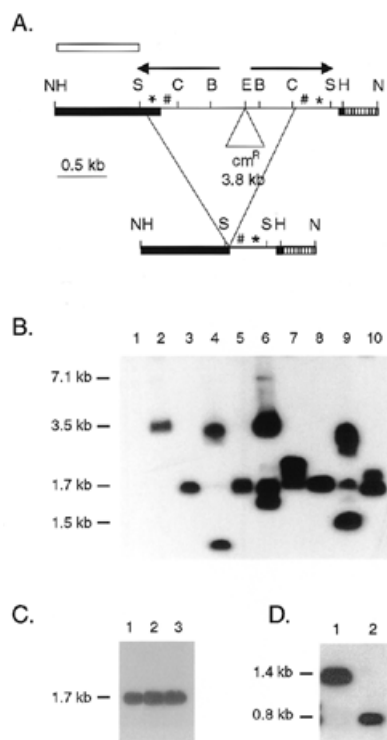 A.
NH S * # C B E B C # * S H N
0.5 kb
cmR
3.8 kb
NH S # * S H N
B.
1 2 3 4 5 6 7 8 9 10
7.1 kb –
3.5 kb –
1.7 kb –
1.5 kb –
C.
1 2 3
1.7 kb –
D.
1 2
1.4 kb –
0.8 kb –